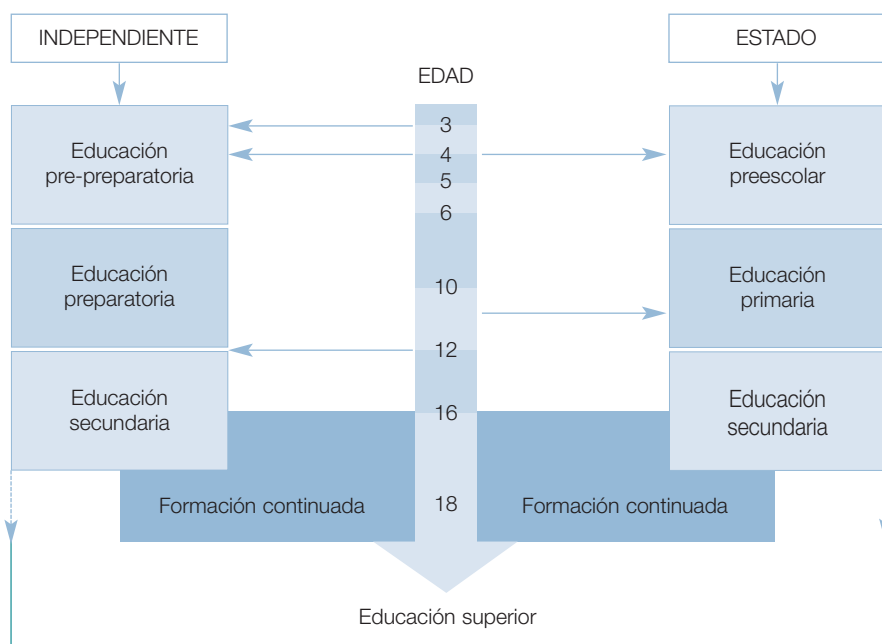 INDEPENDIENTE
ESTADO
EDAD
3
Educación
pre-preparatoria
4
Educación
preescolar
5
6
Educación
preparatoria
10
Educación
primaria
12
Educación
secundaria
16
Educación
secundaria
Formación continuada
18
Formación continuada
Educación superior